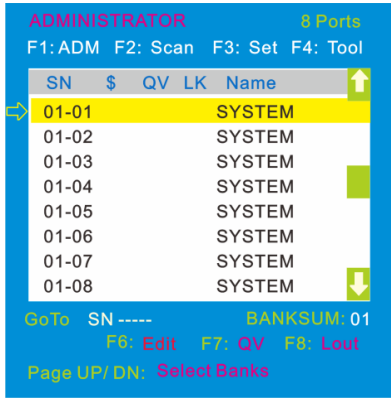 ADMINISTRATOR 8 Ports
F1: ADM F2: Scan F3: Set F4: Tool
SN $ QV LK Name
01-01 SYSTEM
01-02 SYSTEM
01-03 SYSTEM
01-04 SYSTEM
01-05 SYSTEM
01-06 SYSTEM
01-07 SYSTEM
01-08 SYSTEM
GoTo SN ----- BANKSUM: 01
F6: Edit F7: QV F8: Lout
Page UP/ DN: Select Banks